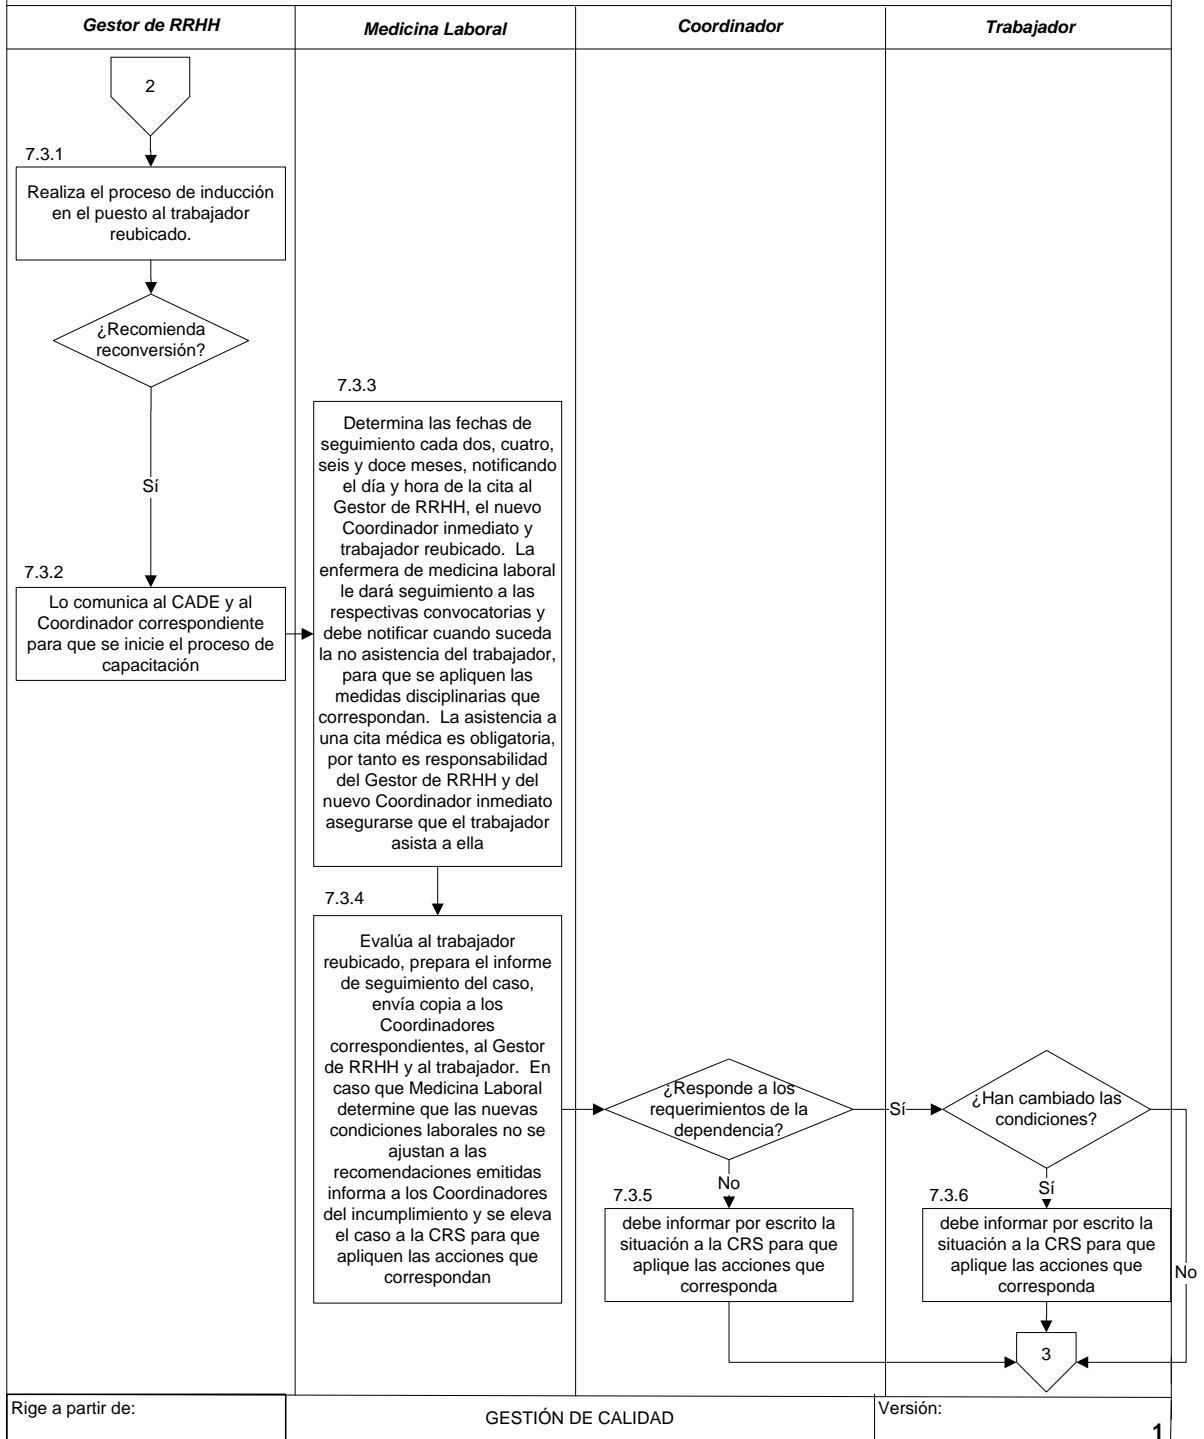 Gestor de RRHH
Medicina Laboral
Coordinador
Trabajador
2
7.3.1
Realiza el proceso de inducción
en el puesto al trabajador
reubicado.
¿Recomienda
reconversión?
Sí
7.3.2
Lo comunica al CADE y al
Coordinador correspondiente
para que se inicie el proceso de
capacitación
7.3.3
Determina las fechas de
seguimiento cada dos, cuatro,
seis y doce meses, notificando
el día y hora de la cita al
Gestor de RRHH, el nuevo
Coordinador inmediato y
trabajador reubicado. La
enfermera de medicina laboral
le dará seguimiento a las
respectivas convocatorias y
debe notificar cuando suceda
la no asistencia del trabajador,
para que se apliquen las
medidas disciplinarias que
correspondan. La asistencia a
una cita médica es obligatoria,
por tanto es responsabilidad
del Gestor de RRHH y del
nuevo Coordinador inmediato
asegurarse que el trabajador
asista a ella
7.3.4
Evalúa al trabajador
reubicado, prepara el informe
de seguimiento del caso,
envía copia a los
Coordinadores
correspondientes, al Gestor
de RRHH y al trabajador. En
caso que Medicina Laboral
determine que las nuevas
condiciones laborales no se
ajustan a las
recomendaciones emitidas
informa a los Coordinadores
del incumplimiento y se eleva
el caso a la CRS para que
apliquen las acciones que
correspondan
¿Responde a los
requerimientos de la
dependencia?
Sí
No
7.3.5
debe informar por escrito la
situación a la CRS para que
aplique las acciones que
corresponda
¿Han cambiado las
condiciones?
Sí
7.3.6
debe informar por escrito la
situación a la CRS para que
aplique las acciones que
corresponda
No
3
Rige a partir de:
GESTIÓN DE CALIDAD
Versión:
1